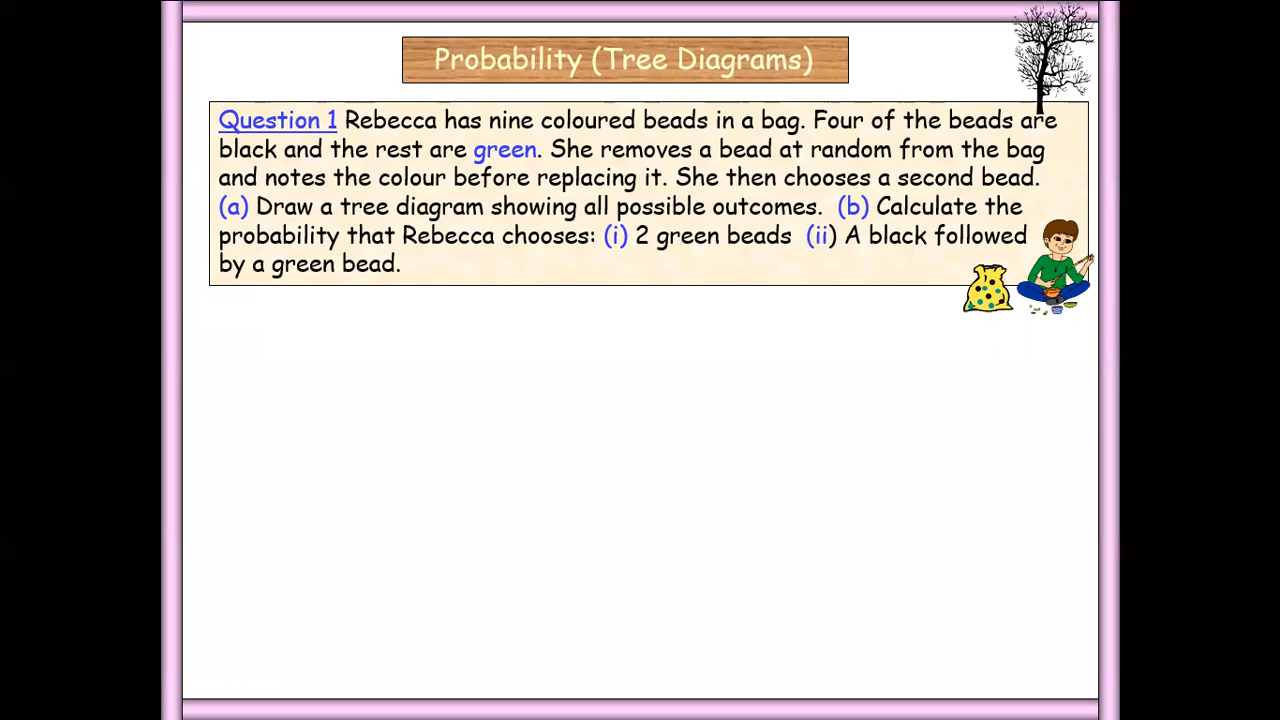 Probability (Tree Diagrams)
Question 1 Rebecca has nine coloured beads in a bag. Four of the beads are
black and the rest are green. She removes a bead at random from the bag
and notes the colour before replacing it. She then chooses a second bead.
(a) Draw a tree diagram showing all possible outcomes. (b) Calculate the
probability that Rebecca chooses: (i) 2 green beads (ii) A black followed
by a green bead.